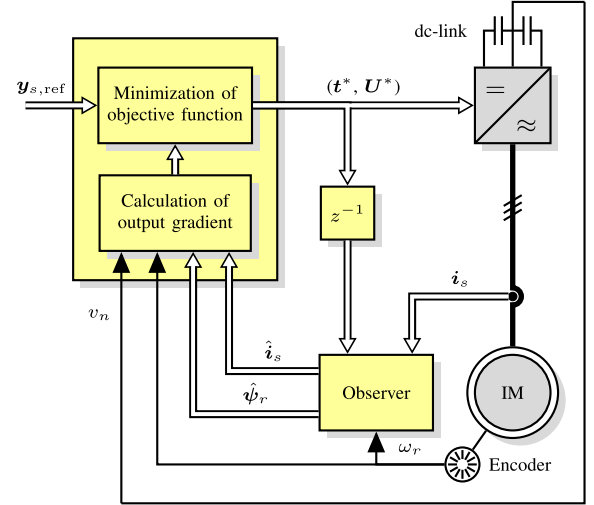 dc-link
y_{s,ref}
Minimization of
objective function
(t*, U*)
=
≈
Calculation of
output gradient
z^{−1}
v_n
i_s
î_s
ψ̂_r
Observer
IM
ω_r
Encoder